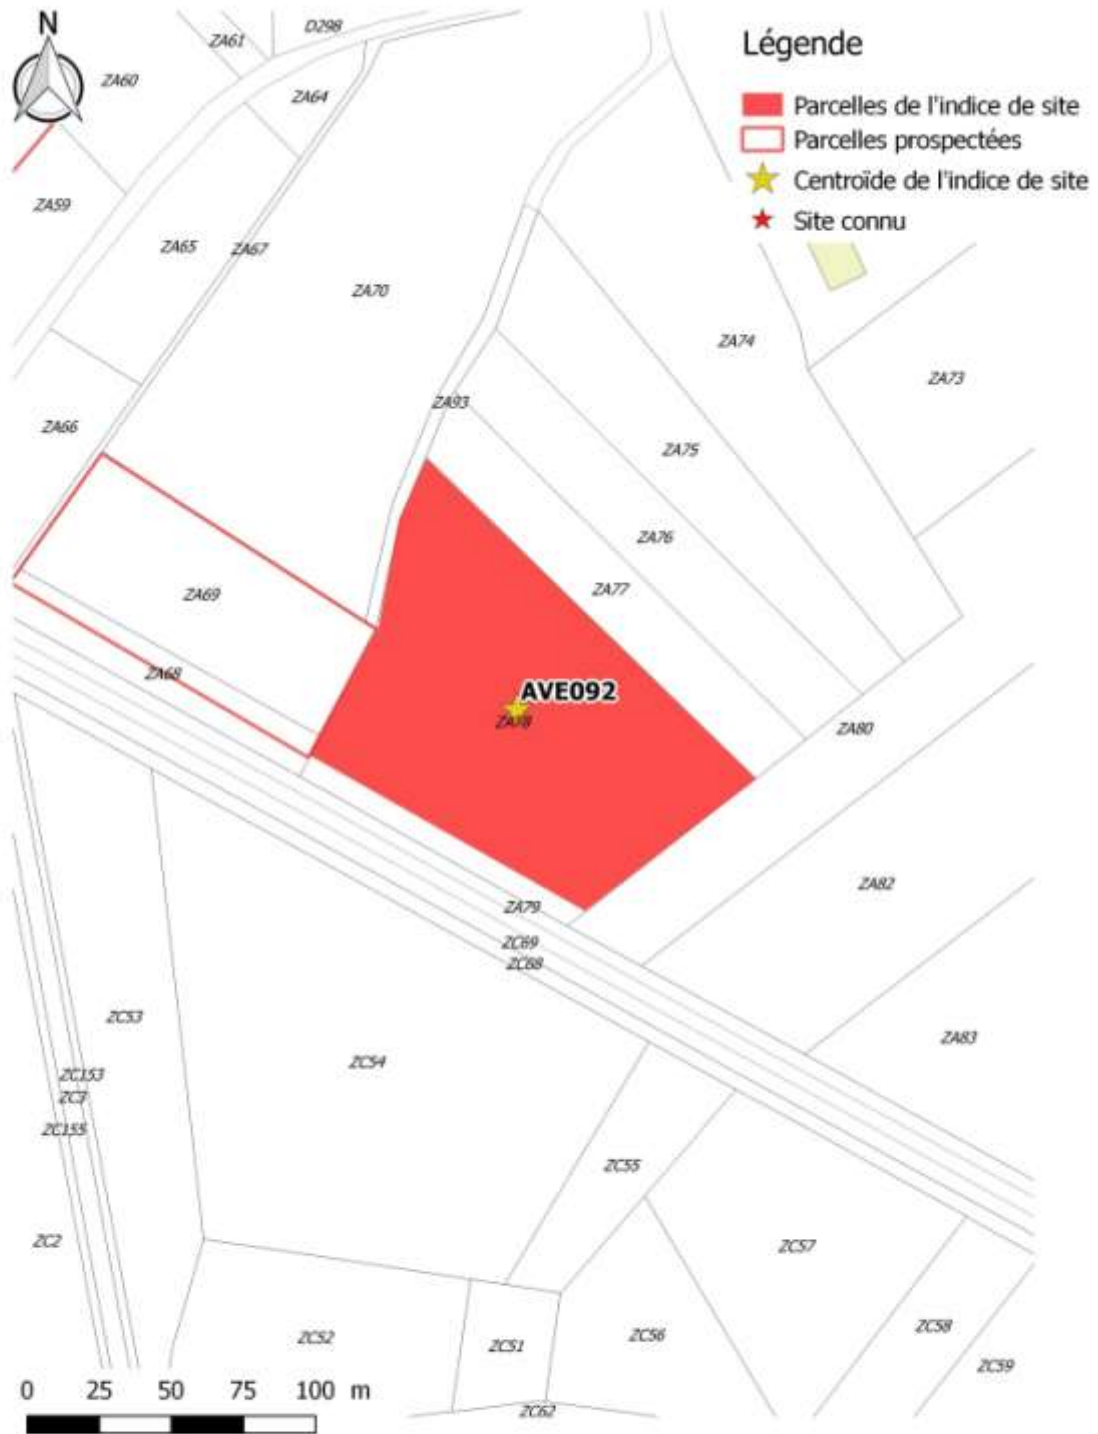 N
ZA61
D298
Légende
ZA60
ZA64
Parcelles de l'indice de site
Parcelles prospectées
Centroïde de l'indice de site
Site connu
ZA59
ZA65
ZA67
ZA70
ZA74
ZA73
ZA93
ZA66
ZA75
ZA76
ZA77
ZA69
ZA68
AVE092
ZA78
ZA80
ZA82
ZA79
ZC69
ZC68
ZC53
ZA83
ZC54
ZC153
ZC3
ZC155
ZC55
ZC2
ZC57
ZC52
ZC51
ZC56
ZC58
ZC59
0 25 50 75 100 m
ZC62